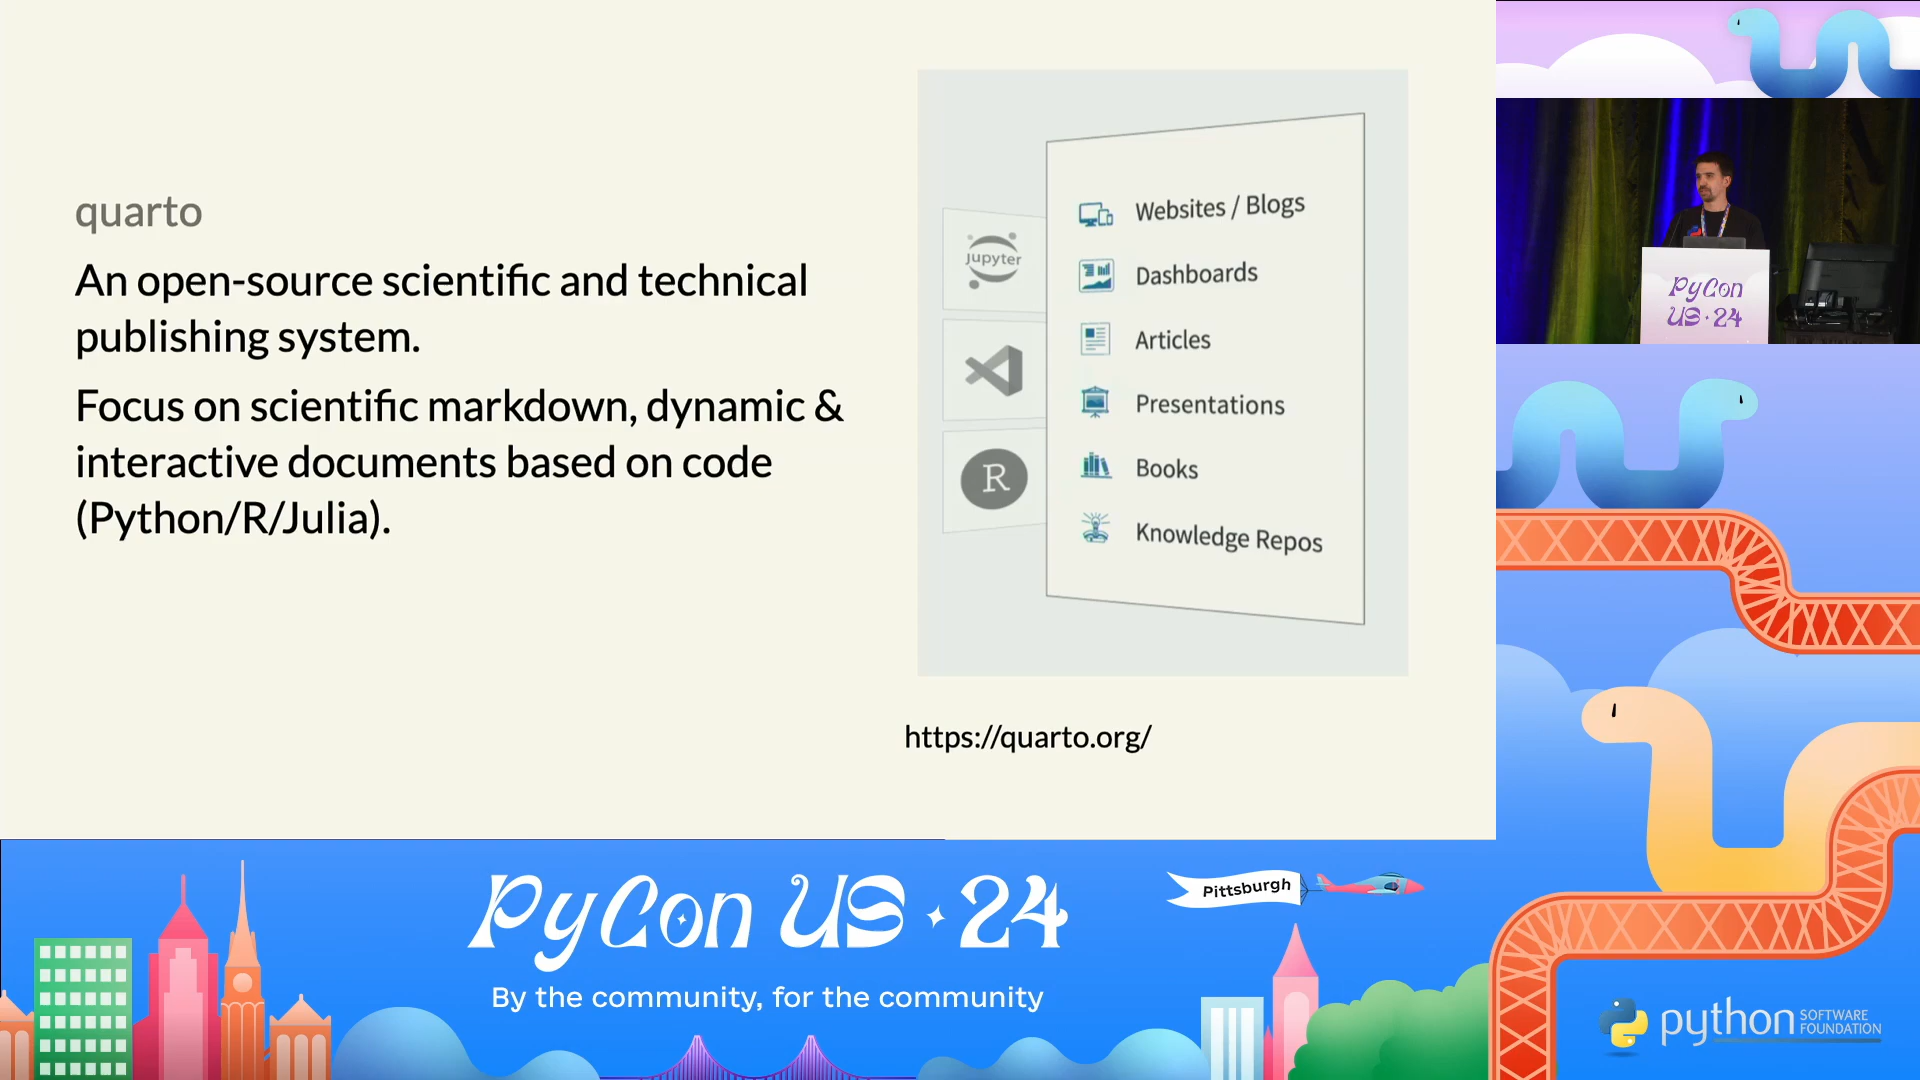 quarto
An open-source scientific and technical
publishing system.
Focus on scientific markdown, dynamic &
interactive documents based on code
(Python/R/Julia).
Jupyter
R
Websites / Blogs
Dashboards
Articles
Presentations
Books
Knowledge Repos
https://quarto.org/
PyCon
US · 24
PyCon US · 24
By the community, for the community
Pittsburgh
python
SOFTWARE
FOUNDATION